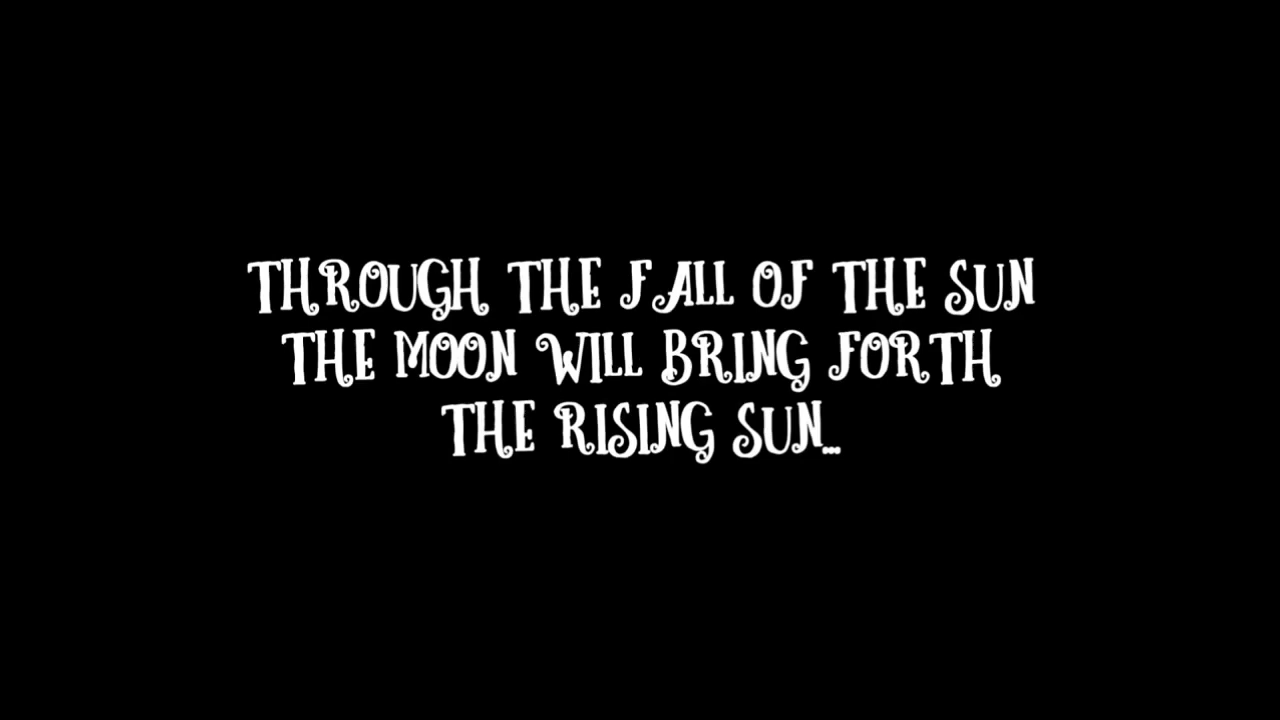 THROUGH THE FALL OF THE SUN
THE MOON WILL BRING FORTH
THE RISING SUN...